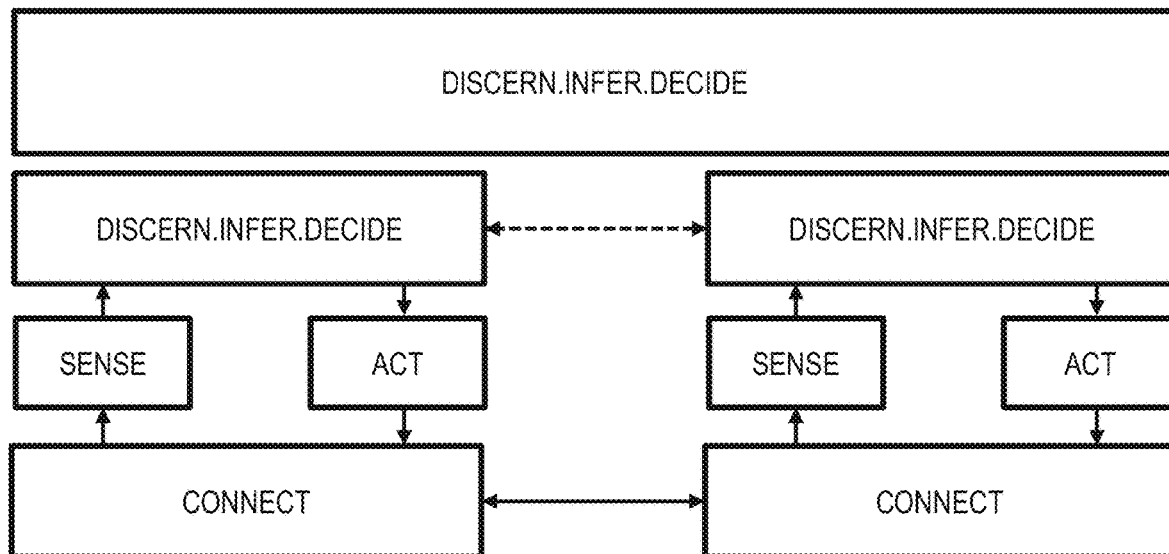 DISCERN.INFER.DECIDE
DISCERN.INFER.DECIDE
DISCERN.INFER.DECIDE
SENSE
ACT
SENSE
ACT
CONNECT
CONNECT